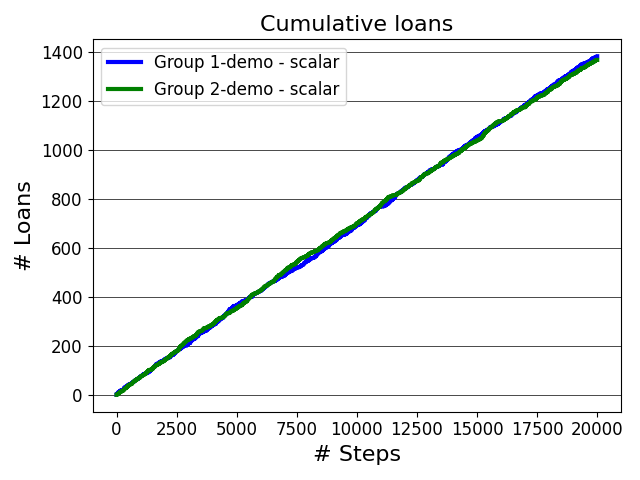 Cumulative loans
Group 1-demo - scalar
Group 2-demo - scalar
# Loans
1400
1200
1000
800
600
400
200
0
0 2500 5000 7500 10000 12500 15000 17500 20000
# Steps